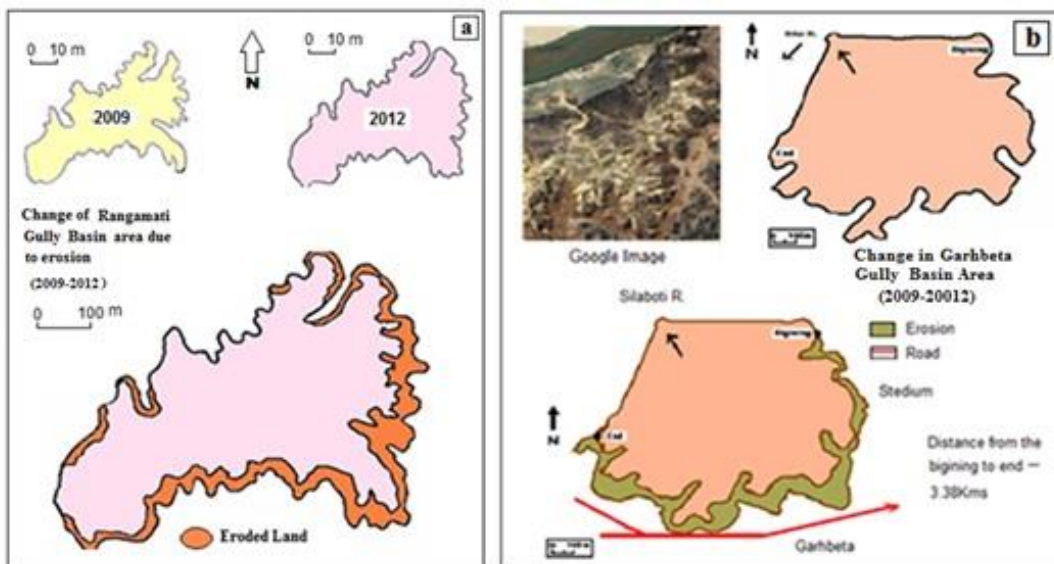 a
0 10 m
N
0 10 m
2009
2012
Change of Rangamati
Gully Basin area due
to erosion
(2009-2012)
0 100 m
Eroded Land
b
N
End
Google Image
Change in Garhbeta
Gully Basin Area
(2009-20012)
Silaboti R.
Erosion
Road
Stedium
N
End
Distance from the
bigining to end –
3.38Kms
Garhbeta